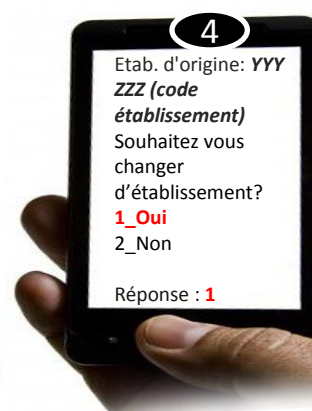 4
Etab. d'origine: YYY
ZZZ (code
établissement)
Souhaitez vous
changer
d’établissement?
1_Oui
2_Non
Réponse : 1